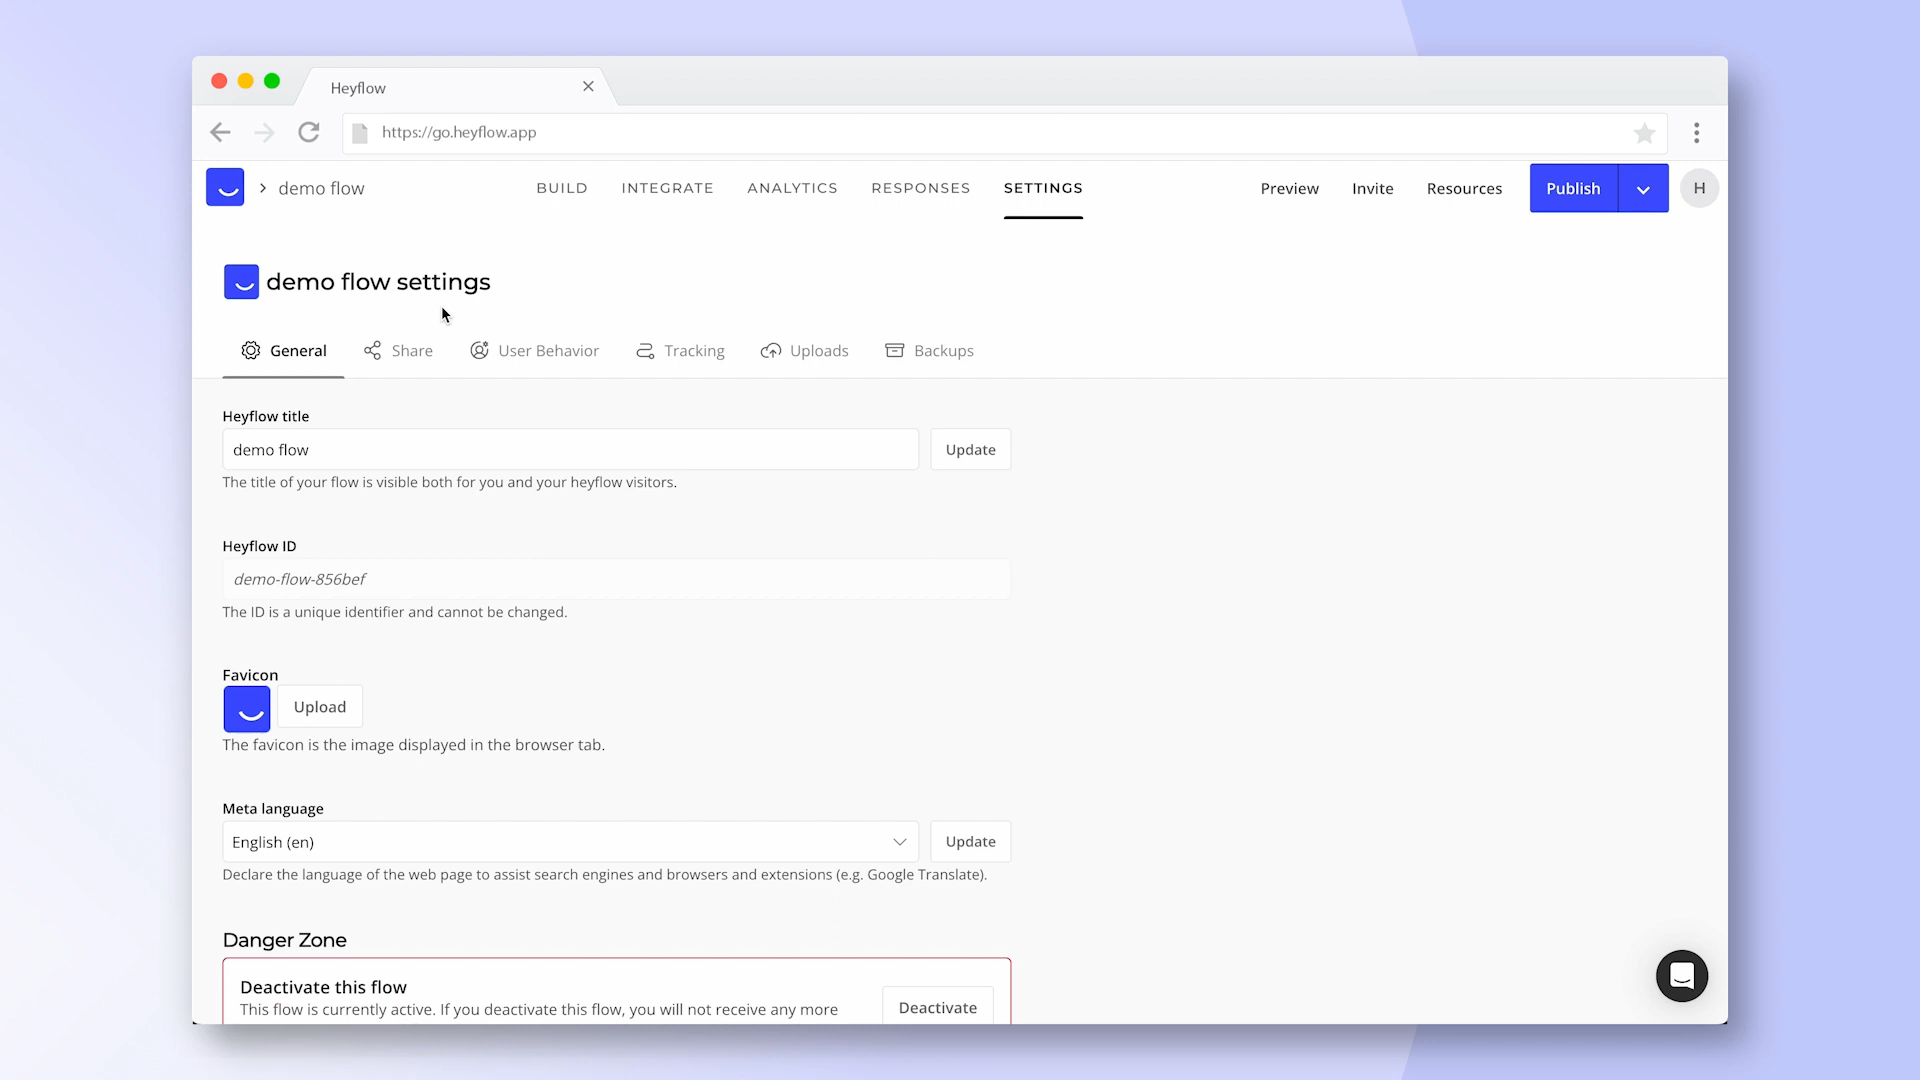 Heyflow
https://go.heyflow.app
demo flow BUILD INTEGRATE ANALYTICS RESPONSES SETTINGS Preview Invite Resources Publish H
demo flow settings
General Share User Behavior Tracking Uploads Backups
Heyflow title
demo flow Update
The title of your flow is visible both for you and your heyflow visitors.
Heyflow ID
demo-flow-856bef
The ID is a unique identifier and cannot be changed.
Favicon
Upload
The favicon is the image displayed in the browser tab.
Meta language
English (en) Update
Declare the language of the web page to assist search engines and browsers and extensions (e.g. Google Translate).
Danger Zone
Deactivate this flow
This flow is currently active. If you deactivate this flow, you will not receive any more Deactivate